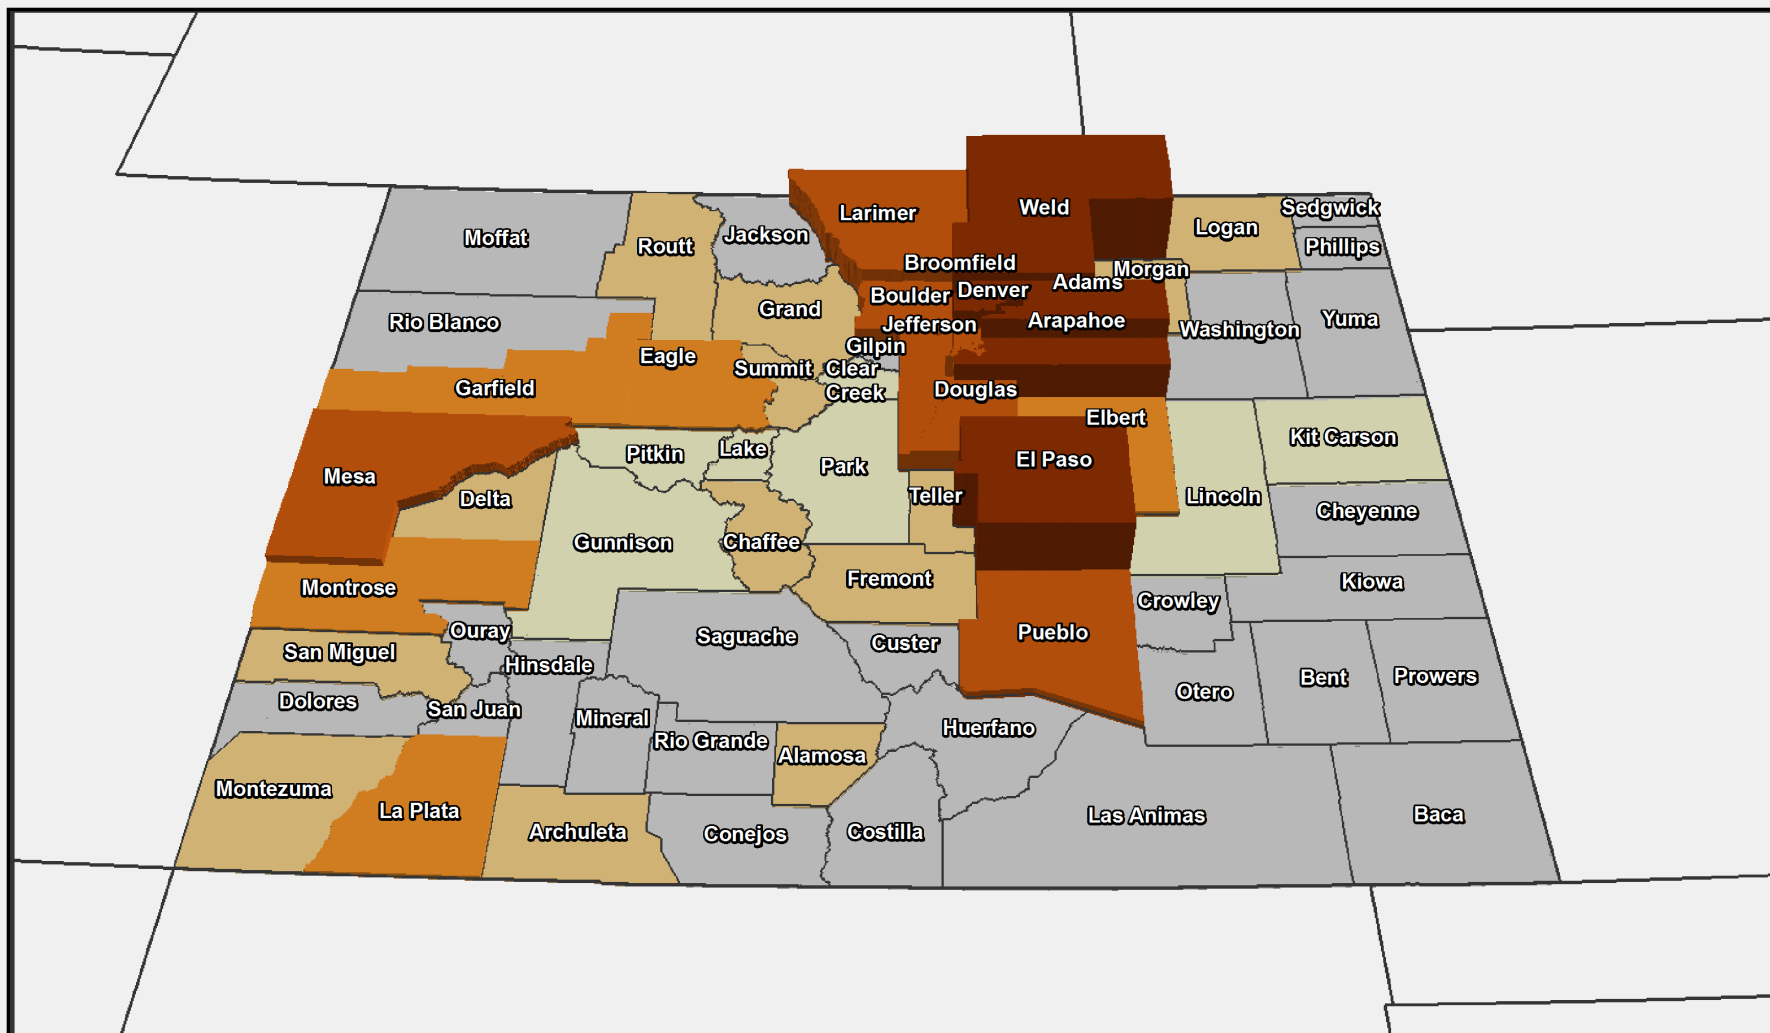 Sedgwick
Weld
Larimer
Logan
Jackson
Moffat
Routt
Phillips
Broomfield
Morgan
Adams
Denver
Boulder
Grand
Yuma
Arapahoe
Rio Blanco
Jefferson
Washington
Gilpin
Eagle
Summit
Clear
Creek
Garfield
Douglas
Elbert
Kit Carson
Lake
Pitkin
El Paso
Park
Mesa
Teller
Lincoln
Delta
Cheyenne
Gunnison
Chaffee
Fremont
Kiowa
Montrose
Crowley
Ouray
Pueblo
Saguache
Custer
San Miguel
Hinsdale
Prowers
Bent
Otero
Dolores
San Juan
Mineral
Huerfano
Rio Grande
Alamosa
Montezuma
La Plata
Baca
Las Animas
Archuleta
Costilla
Conejos